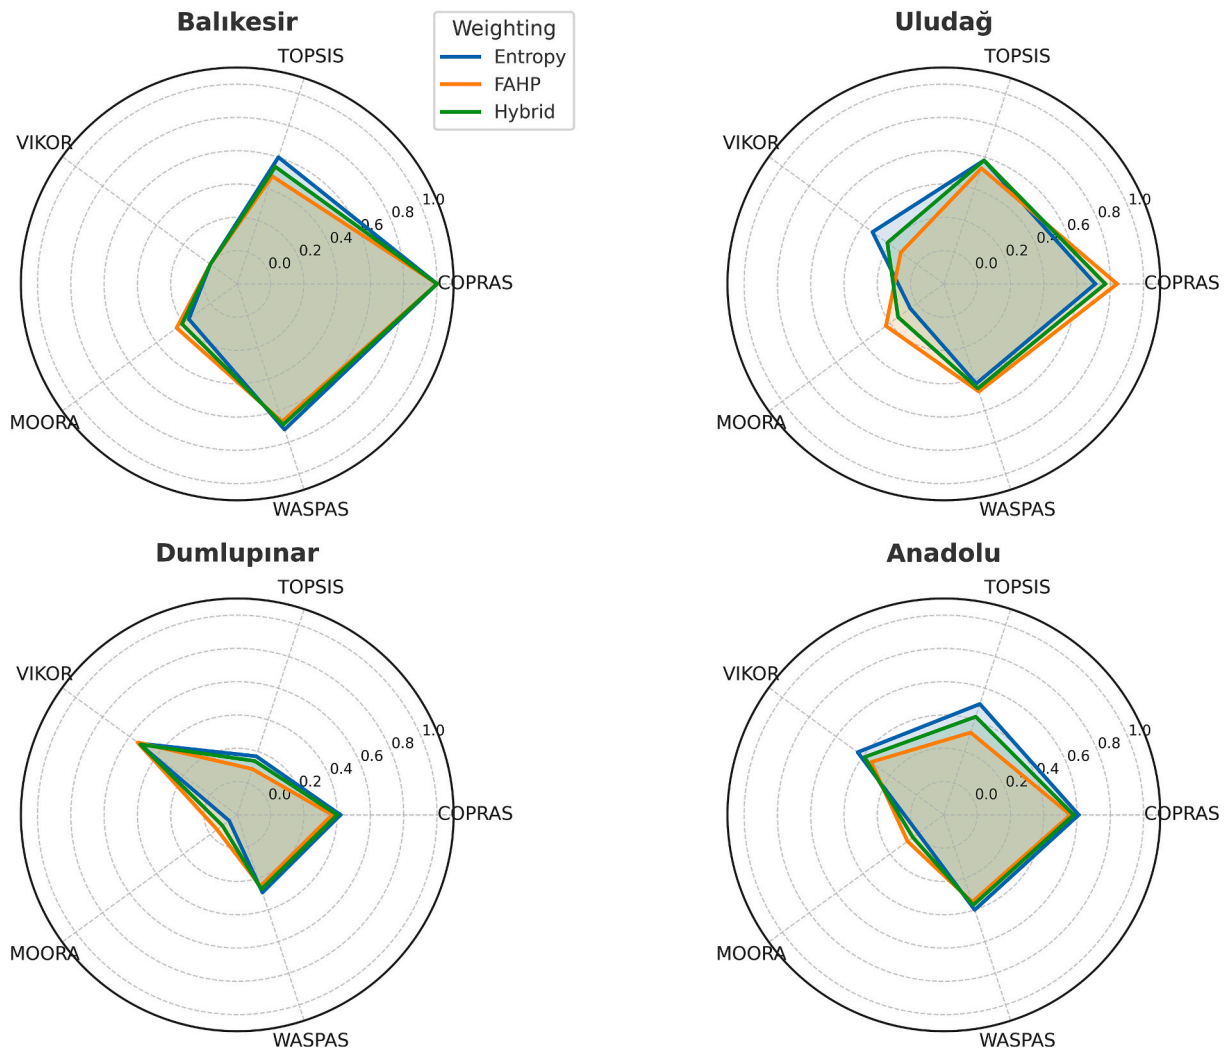 Balıkesir
TOPSIS
VIKOR
MOORA
WASPAS
COPRAS
0.0
0.2
0.4
0.6
0.8
1.0
Weighting
Entropy
FAHP
Hybrid
Uludağ
TOPSIS
VIKOR
MOORA
WASPAS
COPRAS
0.0
0.2
0.4
0.6
0.8
1.0
Dumlupınar
TOPSIS
VIKOR
MOORA
WASPAS
COPRAS
0.0
0.2
0.4
0.6
0.8
1.0
Anadolu
TOPSIS
VIKOR
MOORA
WASPAS
COPRAS
0.0
0.2
0.4
0.6
0.8
1.0